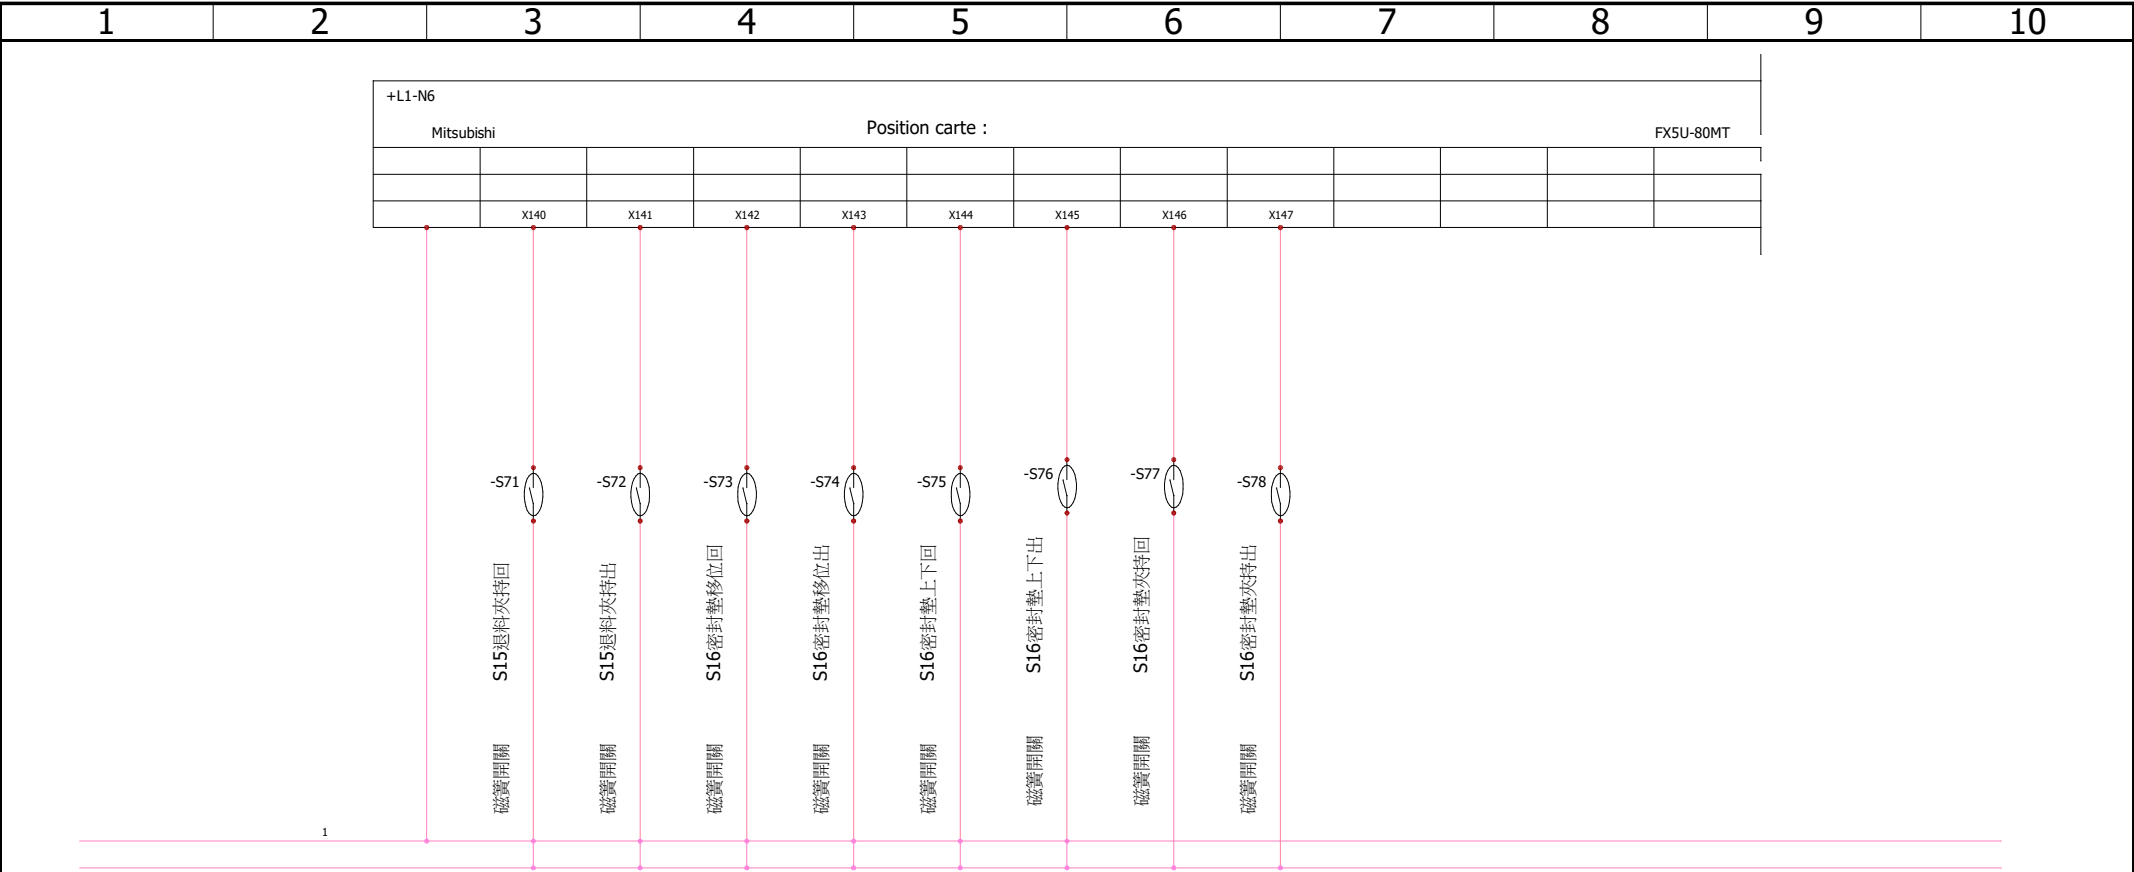 1 2 3 4 5 6 7 8 9 10
+L1-N6
Mitsubishi Position carte : FX5U-80MT
X140 X141 X142 X143 X144 X145 X146 X147
-S71 -S72 -S73 -S74 -S75 -S76 -S77 -S78
S15退料夾持回
S15退料夾持出
S16密封墊移位回
S16密封墊移位出
S16密封墊上下回
S16密封墊上下出
S16密封墊夾持回
S16密封墊夾持出
磁簧開關
磁簧開關
磁簧開關
磁簧開關
磁簧開關
磁簧開關
磁簧開關
磁簧開關
1